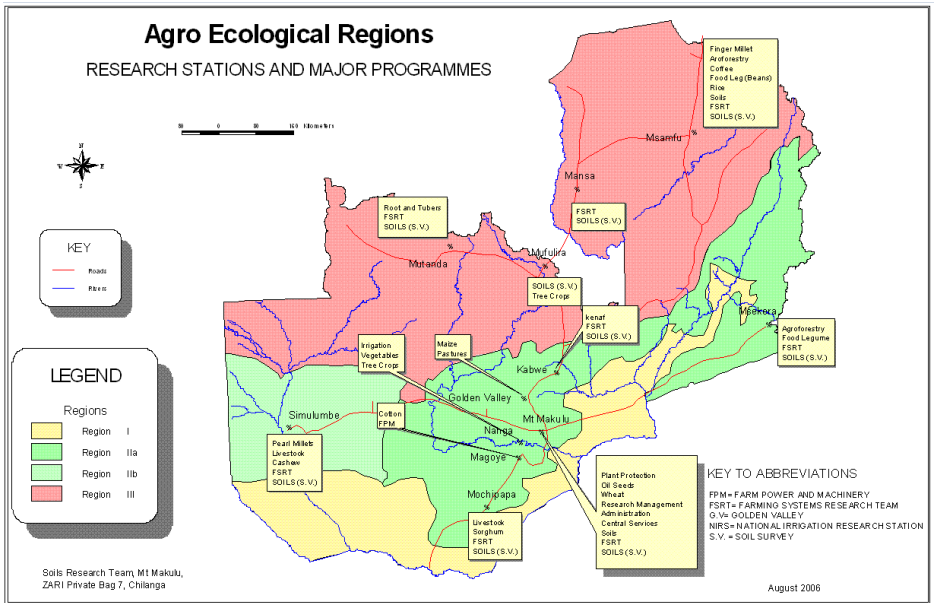 Agro Ecological Regions
RESEARCH STATIONS AND MAJOR PROGRAMMES
Kilometers
N
W
E
S
KEY
Roads
Rivers
LEGEND
Regions
Region I
Region IIa
Region IIb
Region III
Finger Millet
Aroforestry
Coffee
Food Leg (Beans)
Rice
Soils
FSRT
SOILS (S.V.)
Msamfu
Mansa
FSRT
SOILS (S.V.)
Root and Tubers
FSRT
SOILS (S.V.)
Mutanda
Mufulira
SOILS (S.V.)
Tree Crops
kenaf
FSRT
SOILS (S.V.)
Msekera
Agroforestry
Food Legume
FSRT
SOILS (S.V.)
Irrigation
Vegetables
Tree Crops
Maize
Pastures
Kabwe
Golden Valley
Simulumbe
Cotton
FPM
Mt Makulu
Nanga
Magoye
Pearl Millets
Livestock
Cashew
FSRT
SOILS (S.V.)
Mochipapa
Livestock
Sorghum
FSRT
SOILS (S.V.)
Plant Protection
Oil Seeds
Wheat
Research Management
Administration
Central Services
Soils
FSRT
SOILS (S.V.)
KEY TO ABBREVIATIONS
FPM= FARM POWER AND MACHINERY
FSRT= FARMING SYSTEMS RESEARCH TEAM
G.V= GOLDEN VALLEY
NIRS= NATIONAL IRRIGATION RESEARCH STATION
S.V. = SOIL SURVEY
Soils Research Team, Mt Makulu,
ZARI Private Bag 7, Chilanga
August 2006